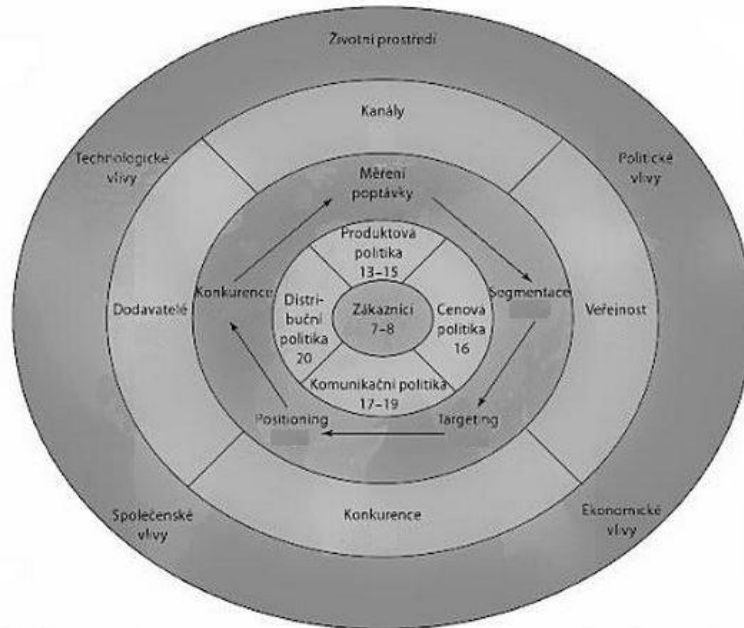 Životní prostředí
Kanály
Technologické
vlivy
Politické
vlivy
Měření
poptávky
Produktová
politika
13–15
Konkurence
Segmentace
Dodavatelé
Veřejnost
Distri-
buční
politika
20
Zákazníci
7–8
Cenová
politika
16
Komunikační politika
17–19
Positioning
Targeting
Společenské
vlivy
Konkurence
Ekonomické
vlivy